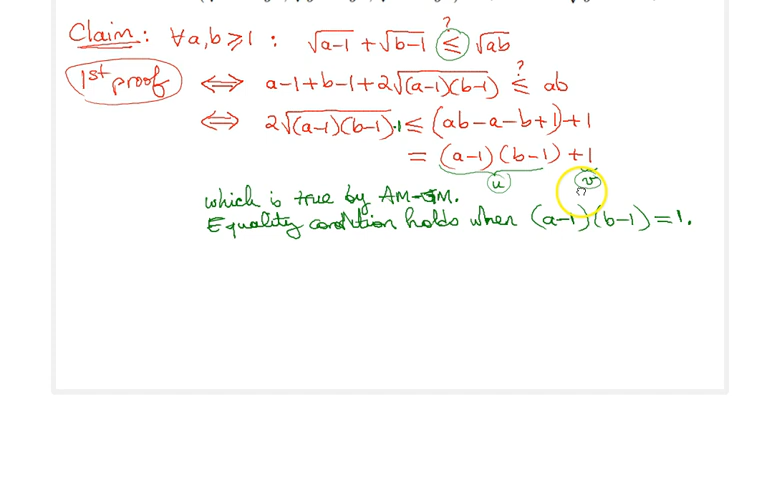 Claim: ∀a,b ≥ 1 : √(a-1) + √(b-1) ≤ √(ab)
?
1st proof ⟺ a-1+b-1+2√((a-1)(b-1)) ≤ ab
?
⟺ 2√((a-1)(b-1))·1 ≤ (ab-a-b+1)+1
= (a-1)(b-1) + 1
u v
which is true by AM-GM.
Equality condition holds when (a-1)(b-1) = 1.